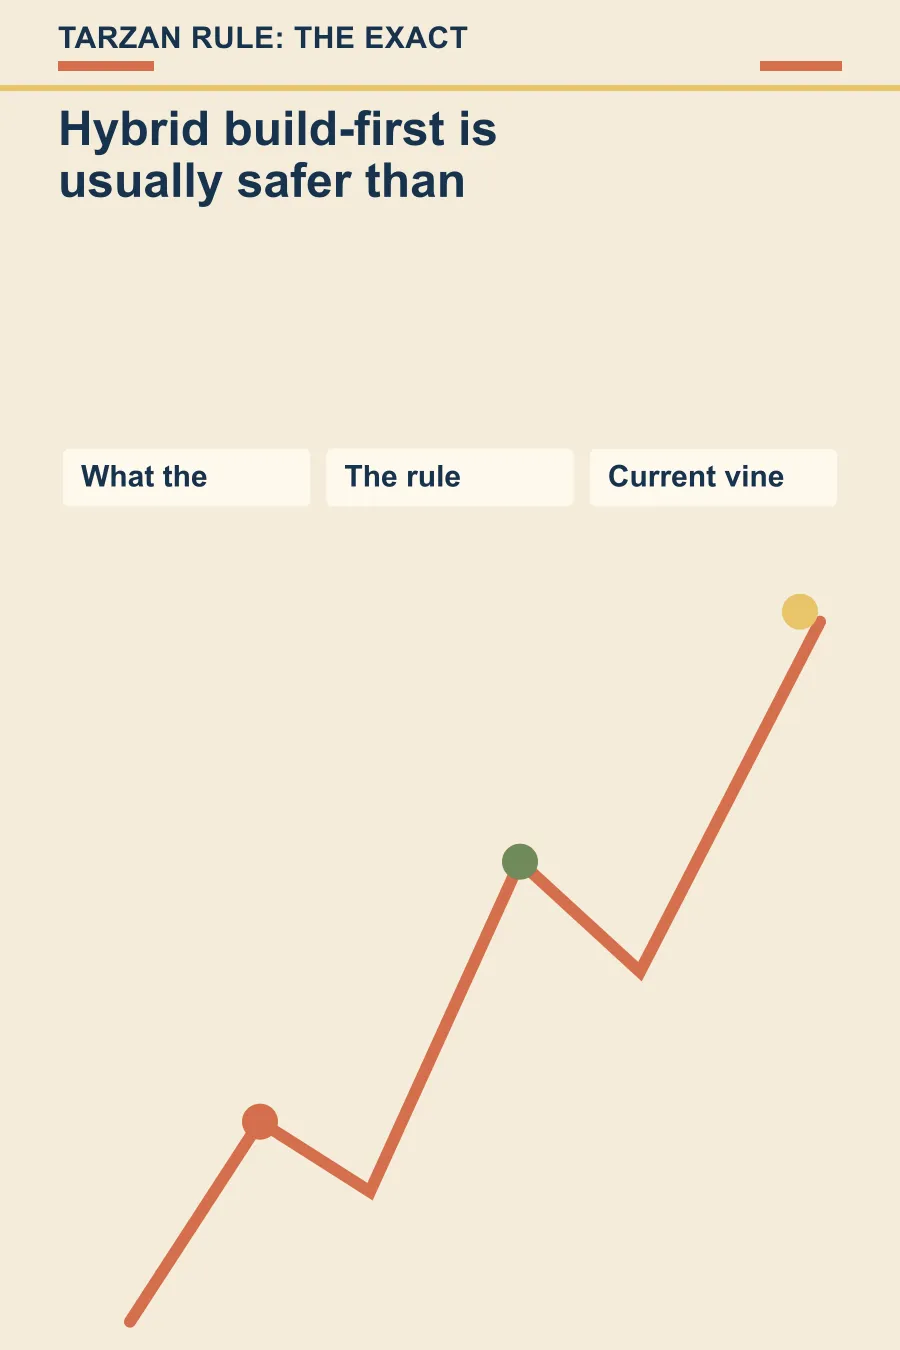 TARZAN RULE: THE EXACT
Hybrid build-first is
usually safer than
What the
The rule
Current vine